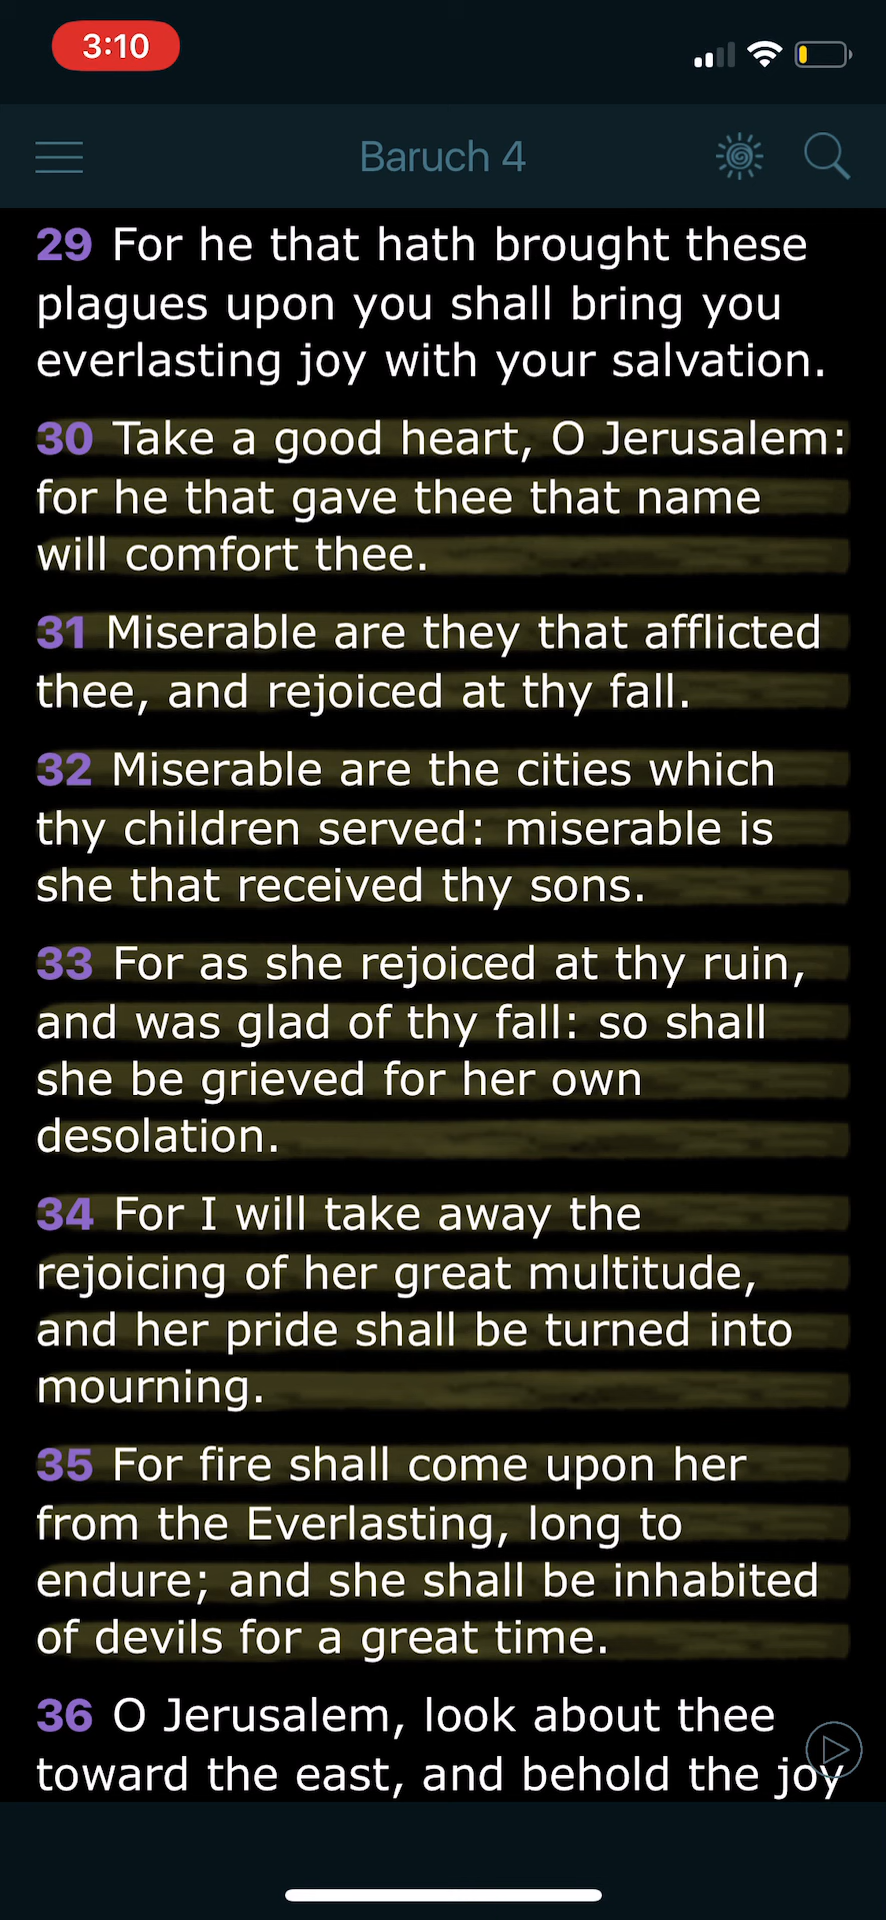 3:10
Baruch 4
29 For he that hath brought these
plagues upon you shall bring you
everlasting joy with your salvation.
30 Take a good heart, O Jerusalem:
for he that gave thee that name
will comfort thee.
31 Miserable are they that afflicted
thee, and rejoiced at thy fall.
32 Miserable are the cities which
thy children served: miserable is
she that received thy sons.
33 For as she rejoiced at thy ruin,
and was glad of thy fall: so shall
she be grieved for her own
desolation.
34 For I will take away the
rejoicing of her great multitude,
and her pride shall be turned into
mourning.
35 For fire shall come upon her
from the Everlasting, long to
endure; and she shall be inhabited
of devils for a great time.
36 O Jerusalem, look about thee
toward the east, and behold the joy